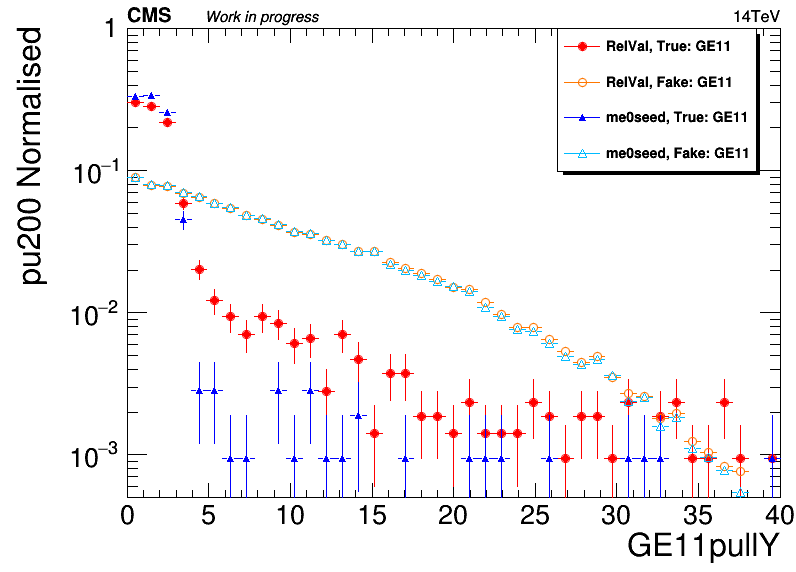 CMS Work in progress 14TeV
RelVal, True: GE11
RelVal, Fake: GE11
me0seed, True: GE11
me0seed, Fake: GE11
pu200 Normalised
1
10−1
10−2
10−3
0 5 10 15 20 25 30 35 40
GE11pullY